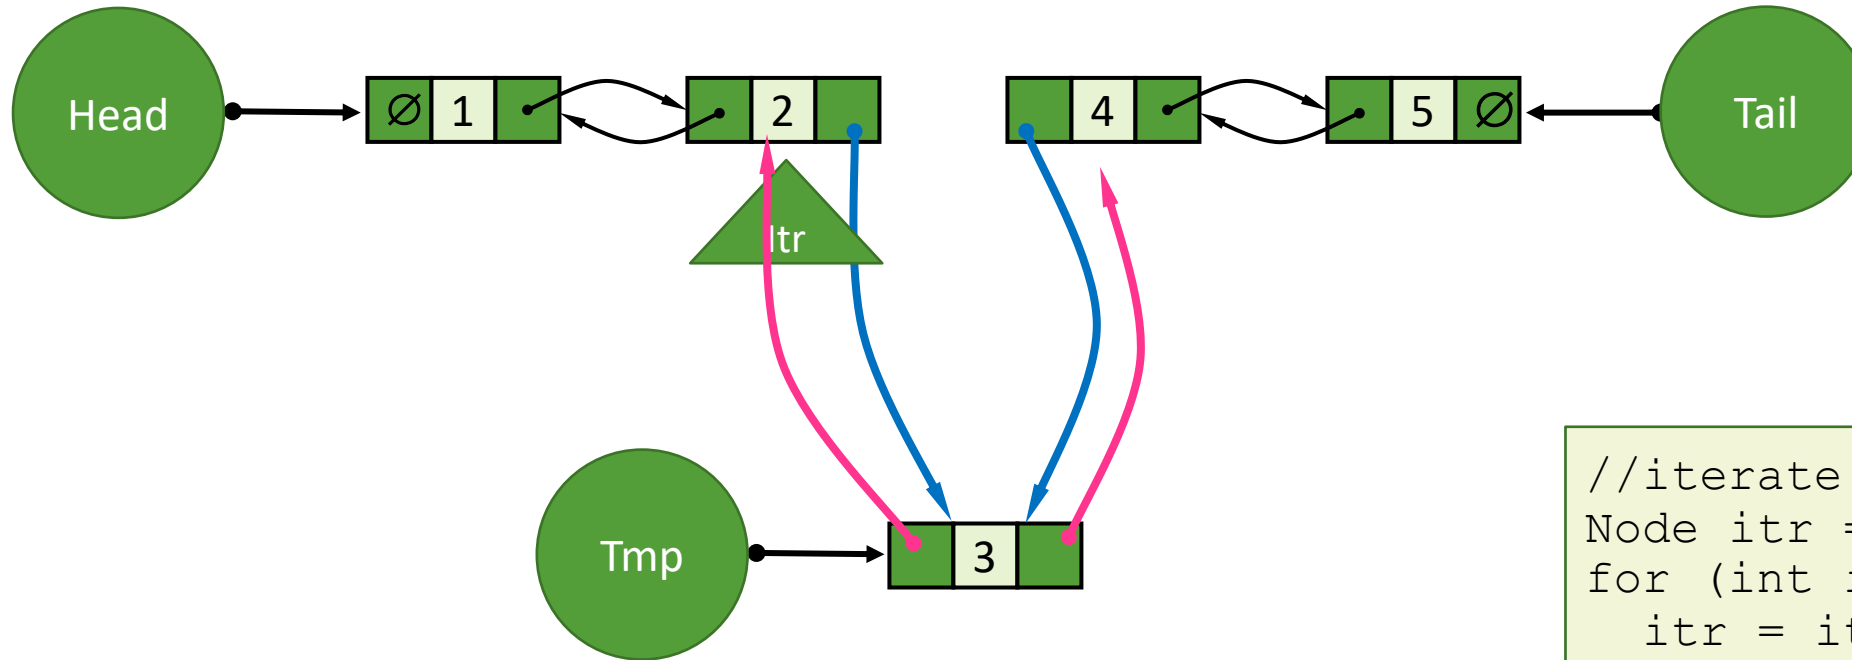 Head
∅ 1
2
4
5 ∅
Tail
Itr
Tmp
3
//iterate
Node itr =
for (int
itr =